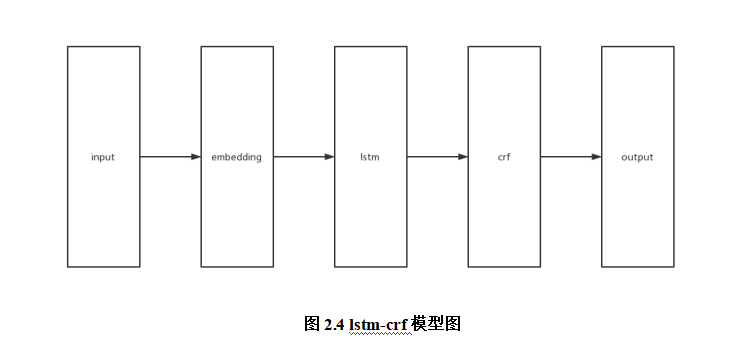 input
embedding
lstm
crf
output
图 2.4 lstm-crf 模型图